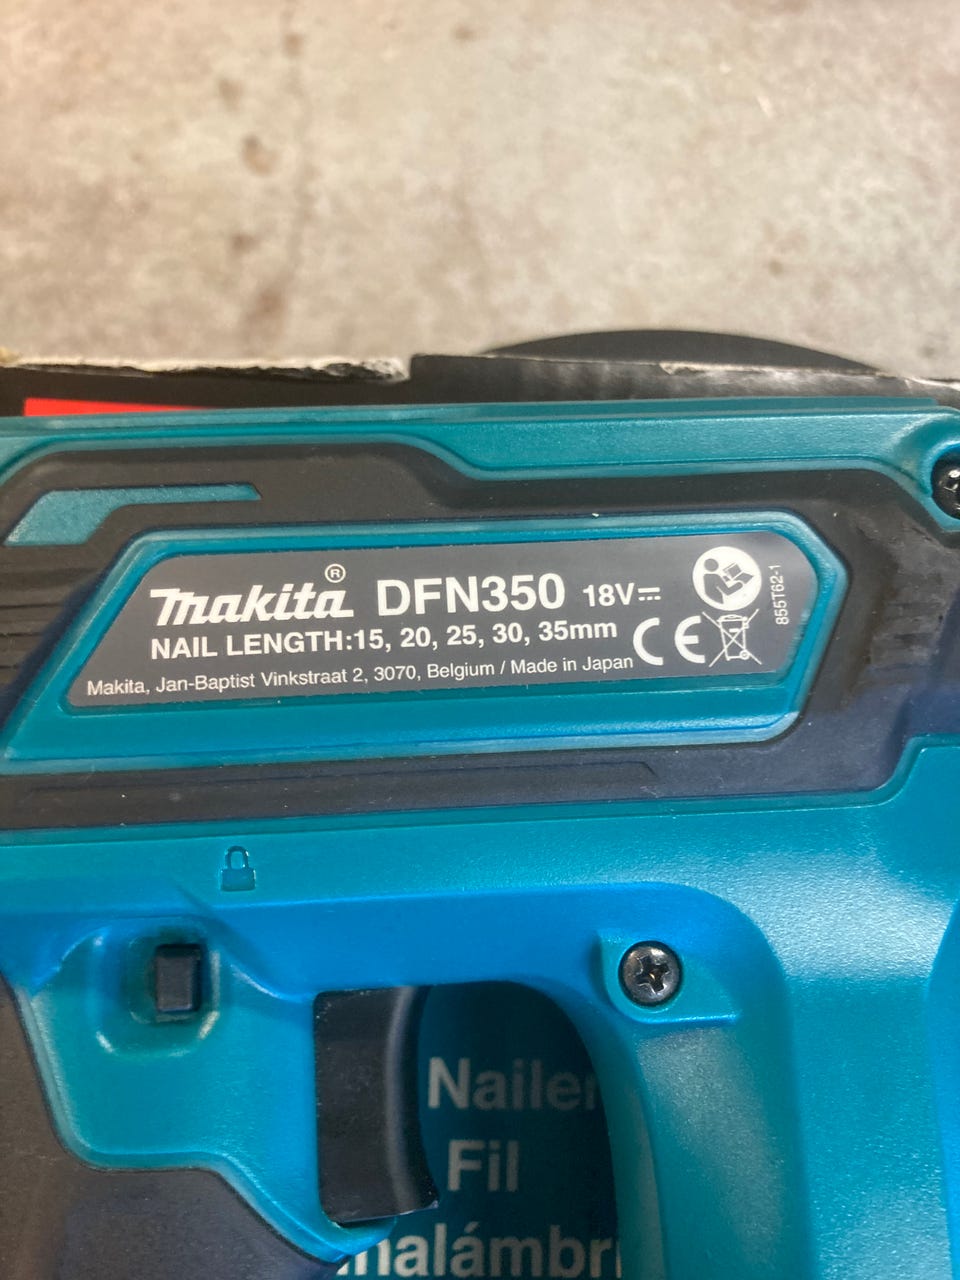 Makita® DFN350 18V⎓
NAIL LENGTH:15, 20, 25, 30, 35mm
Makita, Jan-Baptist Vinkstraat 2, 3070, Belgium / Made in Japan
CE
855T62-1
Nailer
Fil